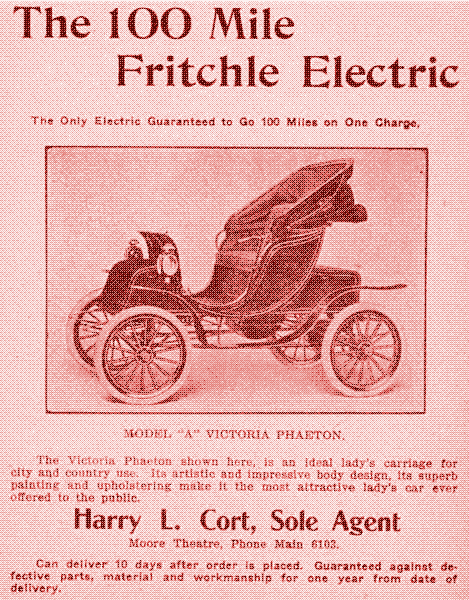 The 100 Mile
Fritchle Electric
The Only Electric Guaranteed to Go 100 Miles on One Charge.
MODEL "A" VICTORIA PHAETON.
The Victoria Phaeton shown here, is an ideal lady's carriage for
city and country use. Its artistic and impressive body design, its superb
painting and upholstering make it the most attractive lady's car ever
offered to the public.
Harry L. Cort, Sole Agent
Moore Theatre, Phone Main 6103.
Can deliver 10 days after order is placed. Guaranteed against de-
fective parts, material and workmanship for one year from date of
delivery.